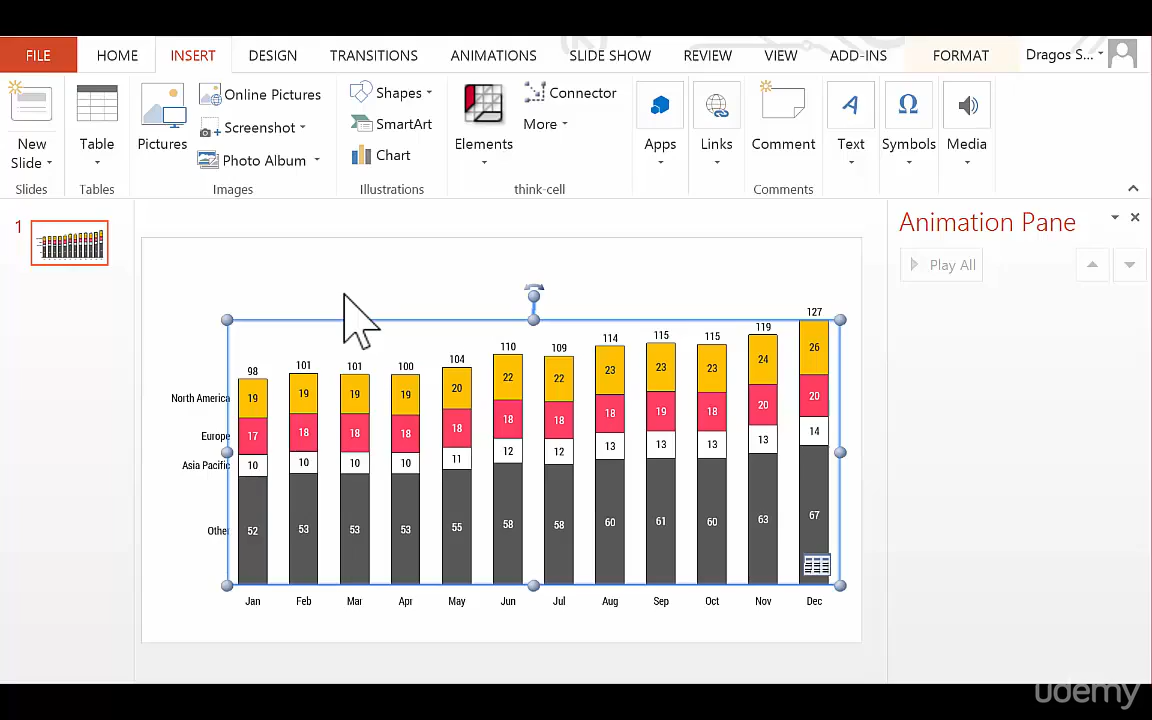 FILE HOME INSERT DESIGN TRANSITIONS ANIMATIONS SLIDE SHOW REVIEW VIEW ADD-INS FORMAT Dragos S...
New Slide
Table
Pictures
Online Pictures
Screenshot
Photo Album
Shapes
SmartArt
Chart
Elements
Connector
More
Apps
Links
Comment
Text
Symbols
Media
Slides Tables Images Illustrations think-cell Comments
1
Animation Pane
Play All
98 101 101 100 104 110 109 114 115 115 119 127
North America 19 19 19 19 20 22 22 23 23 23 24 26
Europe 17 18 18 18 18 18 18 18 19 18 20 20
Asia Pacific 10 10 10 10 11 12 12 13 13 13 13 14
Other 52 53 53 53 55 58 58 60 61 60 63 67
Jan Feb Mar Apr May Jun Jul Aug Sep Oct Nov Dec
udemy